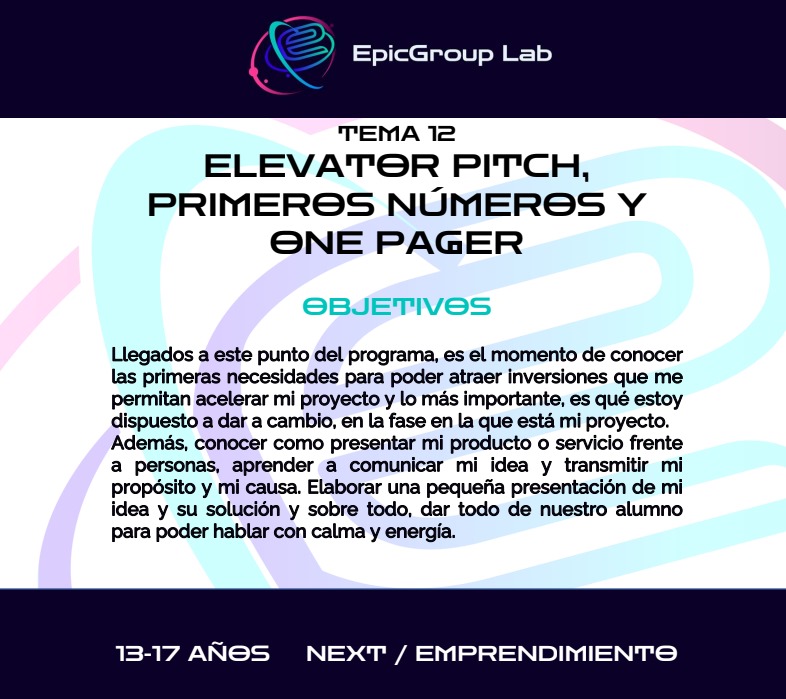 EpicGroup Lab
TEMA 12
ELEVATOR PITCH,
PRIMEROS NÚMEROS Y
ONE PAGER
OBJETIVOS
Llegados a este punto del programa, es el momento de conocer
las primeras necesidades para poder atraer inversiones que me
permitan acelerar mi proyecto y lo más importante, es qué estoy
dispuesto a dar a cambio, en la fase en la que está mi proyecto.
Además, conocer como presentar mi producto o servicio frente
a personas, aprender a comunicar mi idea y transmitir mi
propósito y mi causa. Elaborar una pequeña presentación de mi
idea y su solución y sobre todo, dar todo de nuestro alumno
para poder hablar con calma y energía.
13-17 AÑOS NEXT / EMPRENDIMIENTO